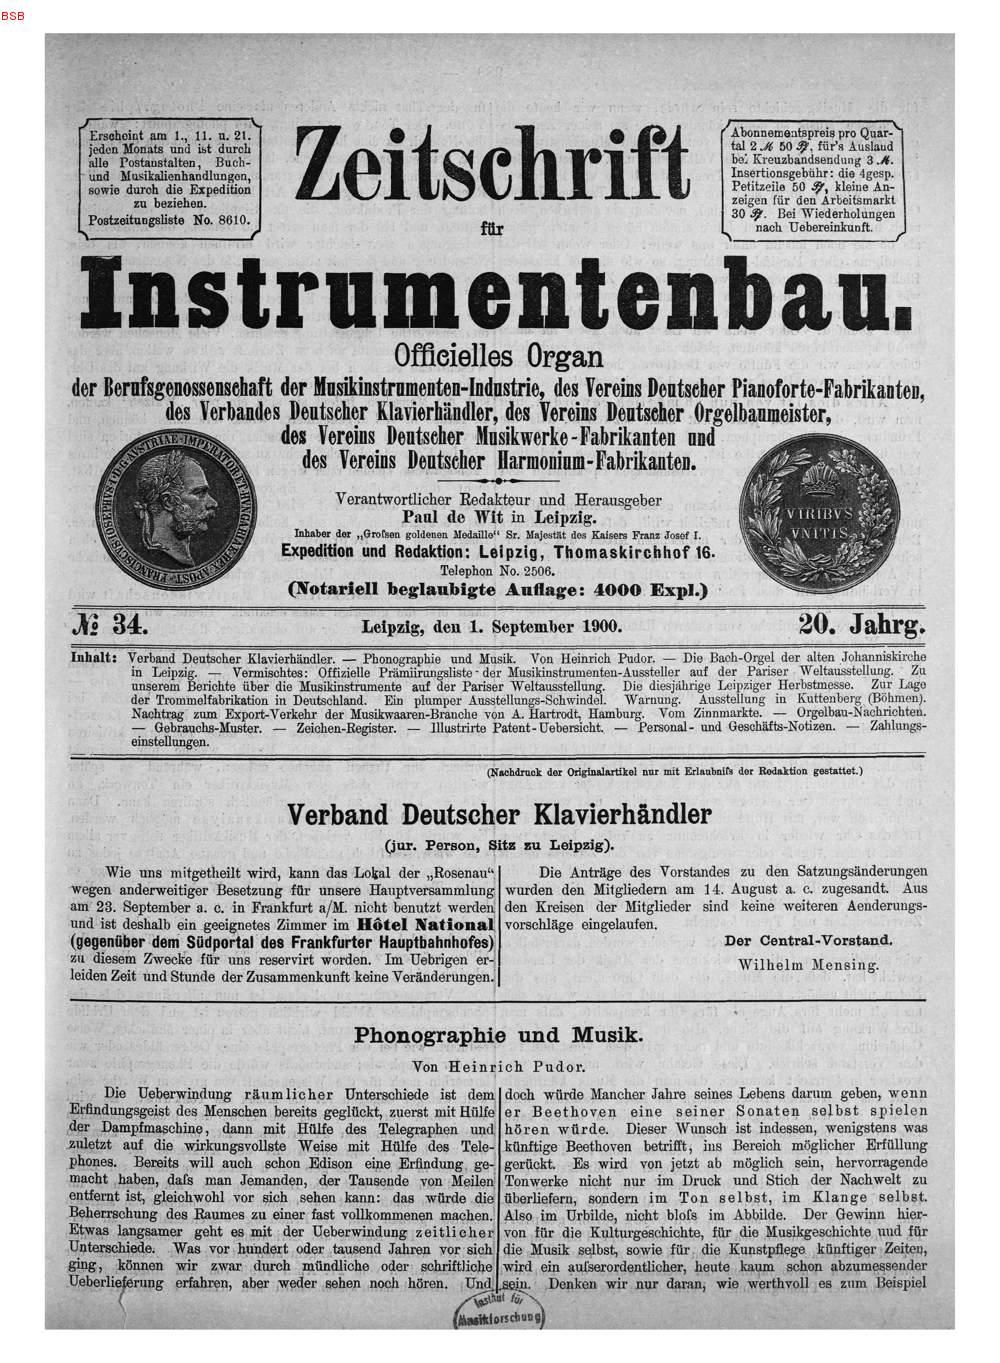 BSB
Erscheint am 1., 11. u. 21.
jeden Monats und ist durch
alle Postanstalten, Buch-
und Musikalienhandlungen,
sowie durch die Expedition
zu beziehen.
Postzeitungsliste No. 8610.
Zeitschrift
für
Abonnementspreis pro Quar-
tal 2 ℳ 50 ₰, für's Ausland
bei Kreuzbandsendung 3 ℳ.
Insertionsgebühr: die 4gesp.
Petitzeile 50 ₰, kleine An-
zeigen für den Arbeitsmarkt
30 ₰. Bei Wiederholungen
nach Uebereinkunft.
Instrumentenbau.
Officielles Organ
der Berufsgenossenschaft der Musikinstrumenten-Industrie, des Vereins Deutscher Pianoforte-Fabrikanten,
des Verbandes Deutscher Klavierhändler, des Vereins Deutscher Orgelbaumeister,
des Vereins Deutscher Musikwerke-Fabrikanten und
des Vereins Deutscher Harmonium-Fabrikanten.
FRANCISCVS·IOSEPHVS·I·D·G·AVSTRIAE·IMPERATOR·ET·HVNGARIAE·REX·APOST·
VIRIBVS
VNITIS
Verantwortlicher Redakteur und Herausgeber
Paul de Wit in Leipzig.
Inhaber der „Grofsen goldenen Medaille“ Sr. Majestät des Kaisers Franz Josef I.
Expedition und Redaktion: Leipzig, Thomaskirchhof 16.
Telephon No. 2506.
(Notariell beglaubigte Auflage: 4000 Expl.)
№ 34.
Leipzig, den 1. September 1900.
20. Jahrg.
Inhalt: Verband Deutscher Klavierhändler. — Phonographie und Musik. Von Heinrich Pudor. — Die Bach-Orgel der alten Johanniskirche
in Leipzig. — Vermischtes: Offizielle Prämiirungsliste der Musikinstrumenten-Aussteller auf der Pariser Weltausstellung. Zu
unserem Berichte über die Musikinstrumente auf der Pariser Weltausstellung. Die diesjährige Leipziger Herbstmesse. Zur Lage
der Trommelfabrikation in Deutschland. Ein plumper Ausstellungs-Schwindel. Warnung. Ausstellung in Kuttenberg (Böhmen).
Nachtrag zum Export-Verkehr der Musikwaaren-Branche von A. Hartrodt, Hamburg. Vom Zinnmarkte. — Orgelbau-Nachrichten.
— Gebrauchs-Muster. — Zeichen-Register. — Illustrirte Patent-Uebersicht. — Personal- und Geschäfts-Notizen. — Zahlungs-
einstellungen.
(Nachdruck der Originalartikel nur mit Erlaubnifs der Redaktion gestattet.)
Verband Deutscher Klavierhändler
(jur. Person, Sitz zu Leipzig).
Wie uns mitgetheilt wird, kann das Lokal der „Rosenau“
wegen anderweitiger Besetzung für unsere Hauptversammlung
am 23. September a. c. in Frankfurt a/M. nicht benutzt werden
und ist deshalb ein geeignetes Zimmer im Hôtel National
(gegenüber dem Südportal des Frankfurter Hauptbahnhofes)
zu diesem Zwecke für uns reservirt worden. Im Uebrigen er-
leiden Zeit und Stunde der Zusammenkunft keine Veränderungen.
Die Anträge des Vorstandes zu den Satzungsänderungen
wurden den Mitgliedern am 14. August a. c. zugesandt. Aus
den Kreisen der Mitglieder sind keine weiteren Aenderungs-
vorschläge eingelaufen.
Der Central-Vorstand.
Wilhelm Mensing.
Phonographie und Musik.
Von Heinrich Pudor.
Die Ueberwindung räumlicher Unterschiede ist dem
Erfindungsgeist des Menschen bereits geglückt, zuerst mit Hülfe
der Dampfmaschine, dann mit Hülfe des Telegraphen und
zuletzt auf die wirkungsvollste Weise mit Hülfe des Tele-
phones. Bereits will auch schon Edison eine Erfindung ge-
macht haben, dafs man Jemanden, der Tausende von Meilen
entfernt ist, gleichwohl vor sich sehen kann: das würde die
Beherrschung des Raumes zu einer fast vollkommenen machen.
Etwas langsamer geht es mit der Ueberwindung zeitlicher
Unterschiede. Was vor hundert oder tausend Jahren vor sich
ging, können wir zwar durch mündliche oder schriftliche
Ueberlieferung erfahren, aber weder sehen noch hören. Und
doch würde Mancher Jahre seines Lebens darum geben, wenn
er Beethoven eine seiner Sonaten selbst spielen
hören würde. Dieser Wunsch ist indessen, wenigstens was
künftige Beethoven betrifft, ins Bereich möglicher Erfüllung
gerückt. Es wird von jetzt ab möglich sein, hervorragende
Tonwerke nicht nur im Druck und Stich der Nachwelt zu
überliefern, sondern im Ton selbst, im Klange selbst.
Also im Urbilde, nicht blofs im Abbilde. Der Gewinn hier-
von für die Kulturgeschichte, für die Musikgeschichte und für
die Musik selbst, sowie für die Kunstpflege künftiger Zeiten,
wird ein aufserordentlicher, heute kaum schon abzumessender
sein. Denken wir nur daran, wie werthvoll es zum Beispiel
Institut für
Musikforschung